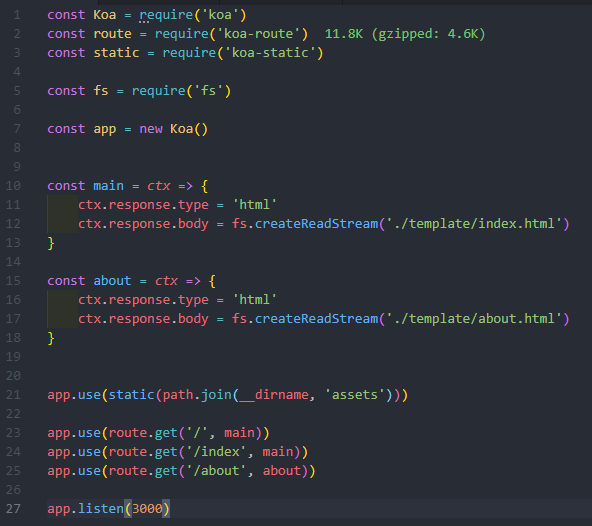 1 const Koa = require('koa')
2 const route = require('koa-route') 11.8K (gzipped: 4.6K)
3 const static = require('koa-static')
4
5 const fs = require('fs')
6
7 const app = new Koa()
8
9
10 const main = ctx => {
11 ctx.response.type = 'html'
12 ctx.response.body = fs.createReadStream('./template/index.html')
13 }
14
15 const about = ctx => {
16 ctx.response.type = 'html'
17 ctx.response.body = fs.createReadStream('./template/about.html')
18 }
19
20
21 app.use(static(path.join(__dirname, 'assets')))
22
23 app.use(route.get('/', main))
24 app.use(route.get('/index', main))
25 app.use(route.get('/about', about))
26
27 app.listen(3000)